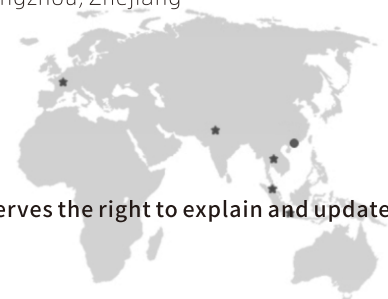 ngzhou, Zhejiang
erves the right to explain and update